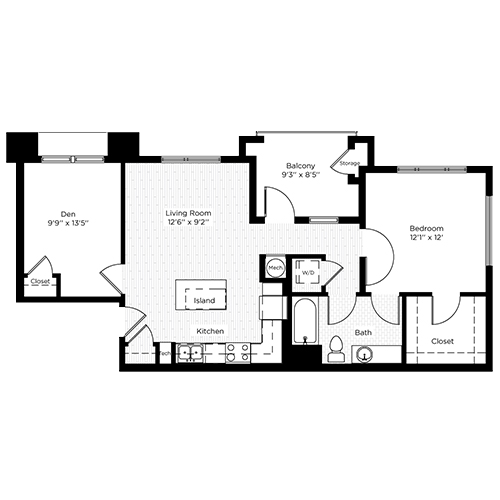 Den
9'9" x 13'5"
Closet
Living Room
12'6" x 9'2"
Island
Kitchen
Tech
Balcony
9'3" x 8'5"
Storage
Mech
W/D
Bath
Bedroom
12'1" x 12'
Closet